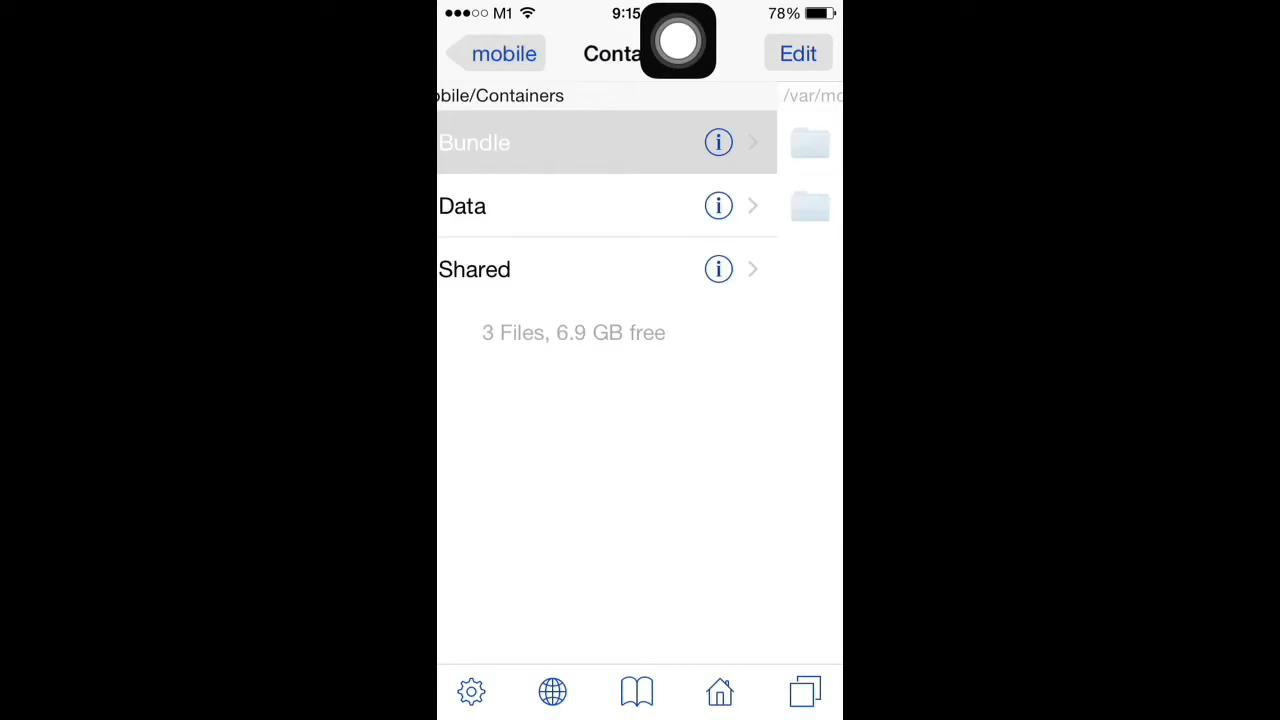 M1 9:15 78%
mobile Conta Edit
obile/Containers /var/mo
Bundle
Data
Shared
3 Files, 6.9 GB free